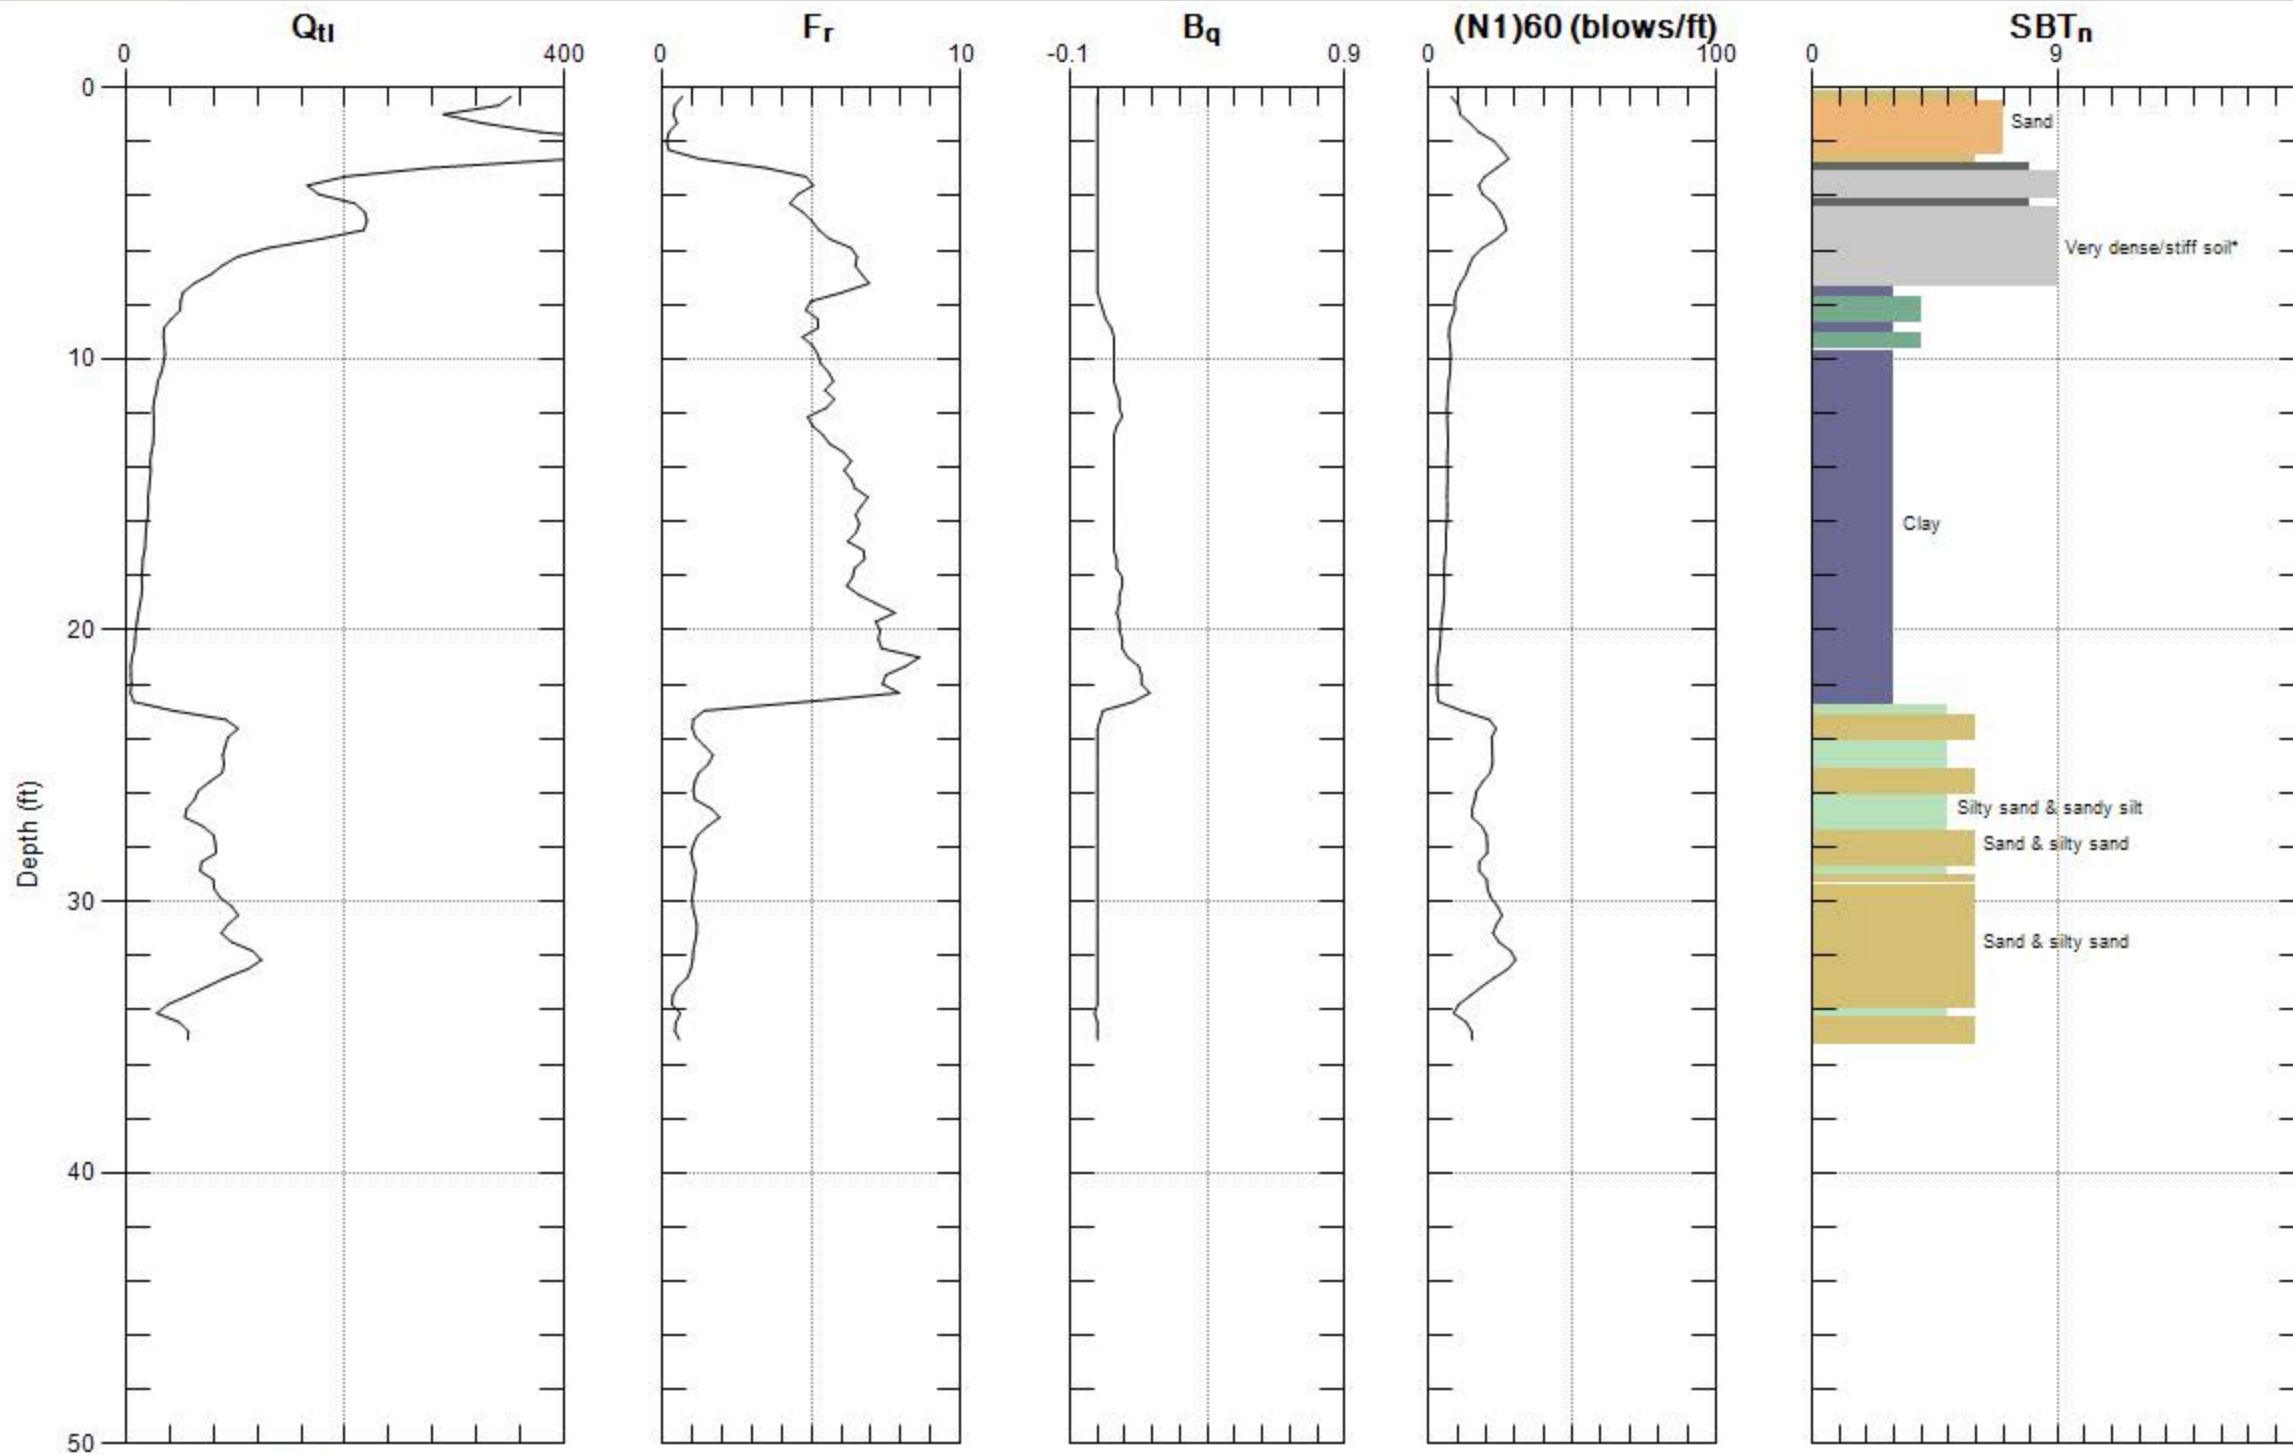 Qtl Fr Bq (N1)60 (blows/ft) SBTn
0 400 0 10 -0.1 0.9 0 100 0 9
0
Sand
Very dense/stiff soil*
10
Clay
20
Depth (ft)
Silty sand & sandy silt
Sand & silty sand
30
Sand & silty sand
40
50